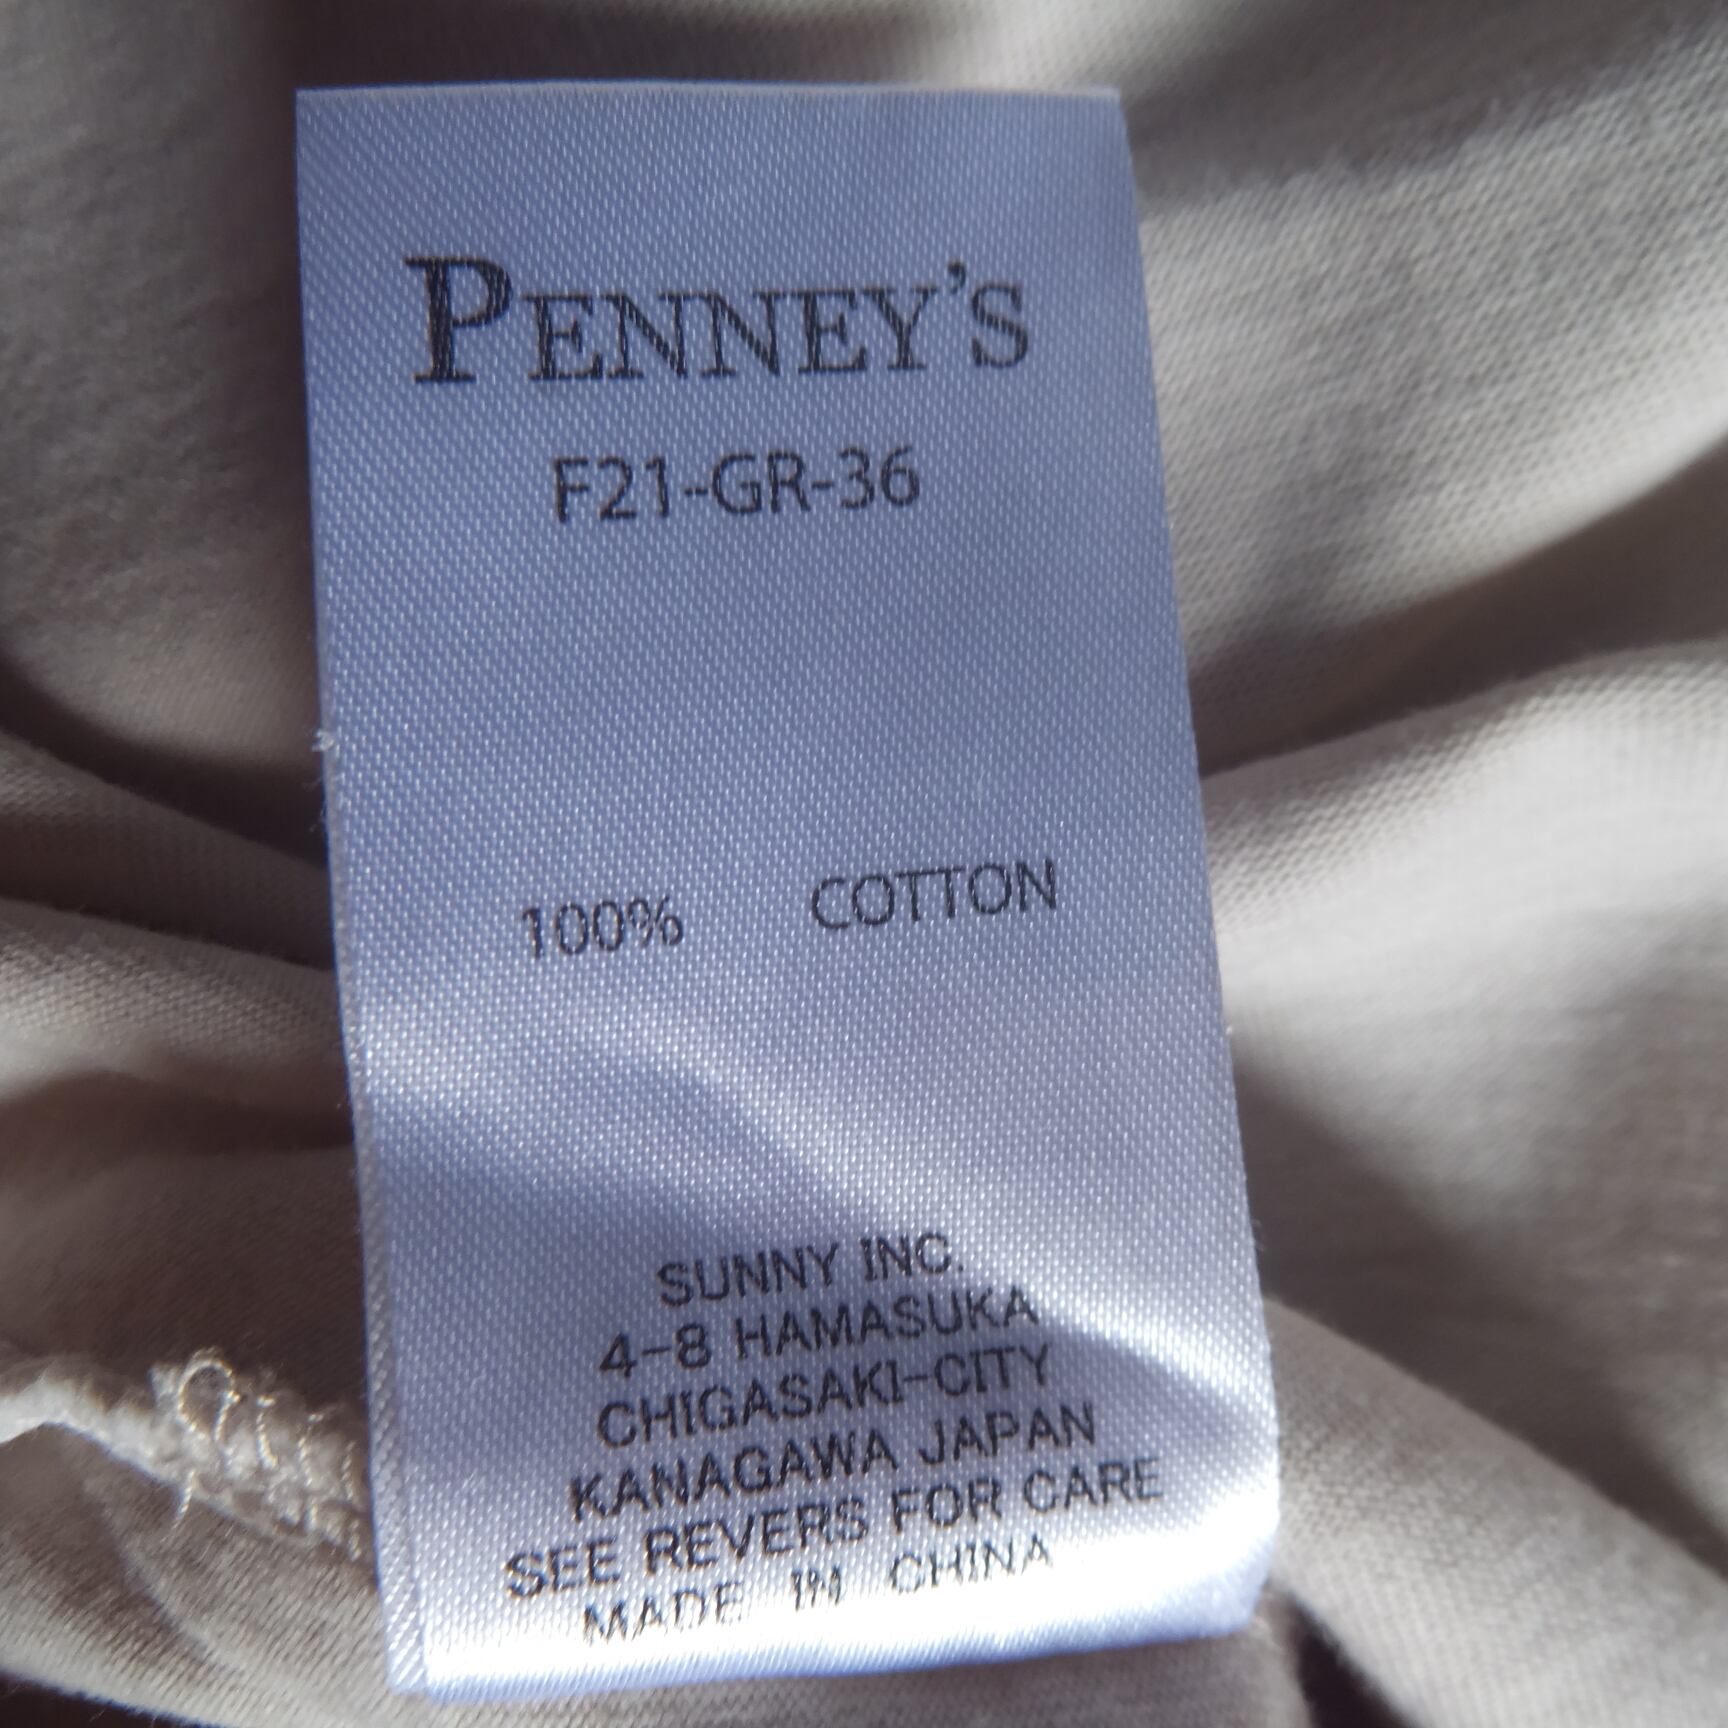 PENNEY'S
F21-GR-36
100% COTTON
SUNNY INC.
4-8 HAMASUKA
CHIGASAKI-CITY
KANAGAWA JAPAN
SEE REVERS FOR CARE
MADE IN CHINA